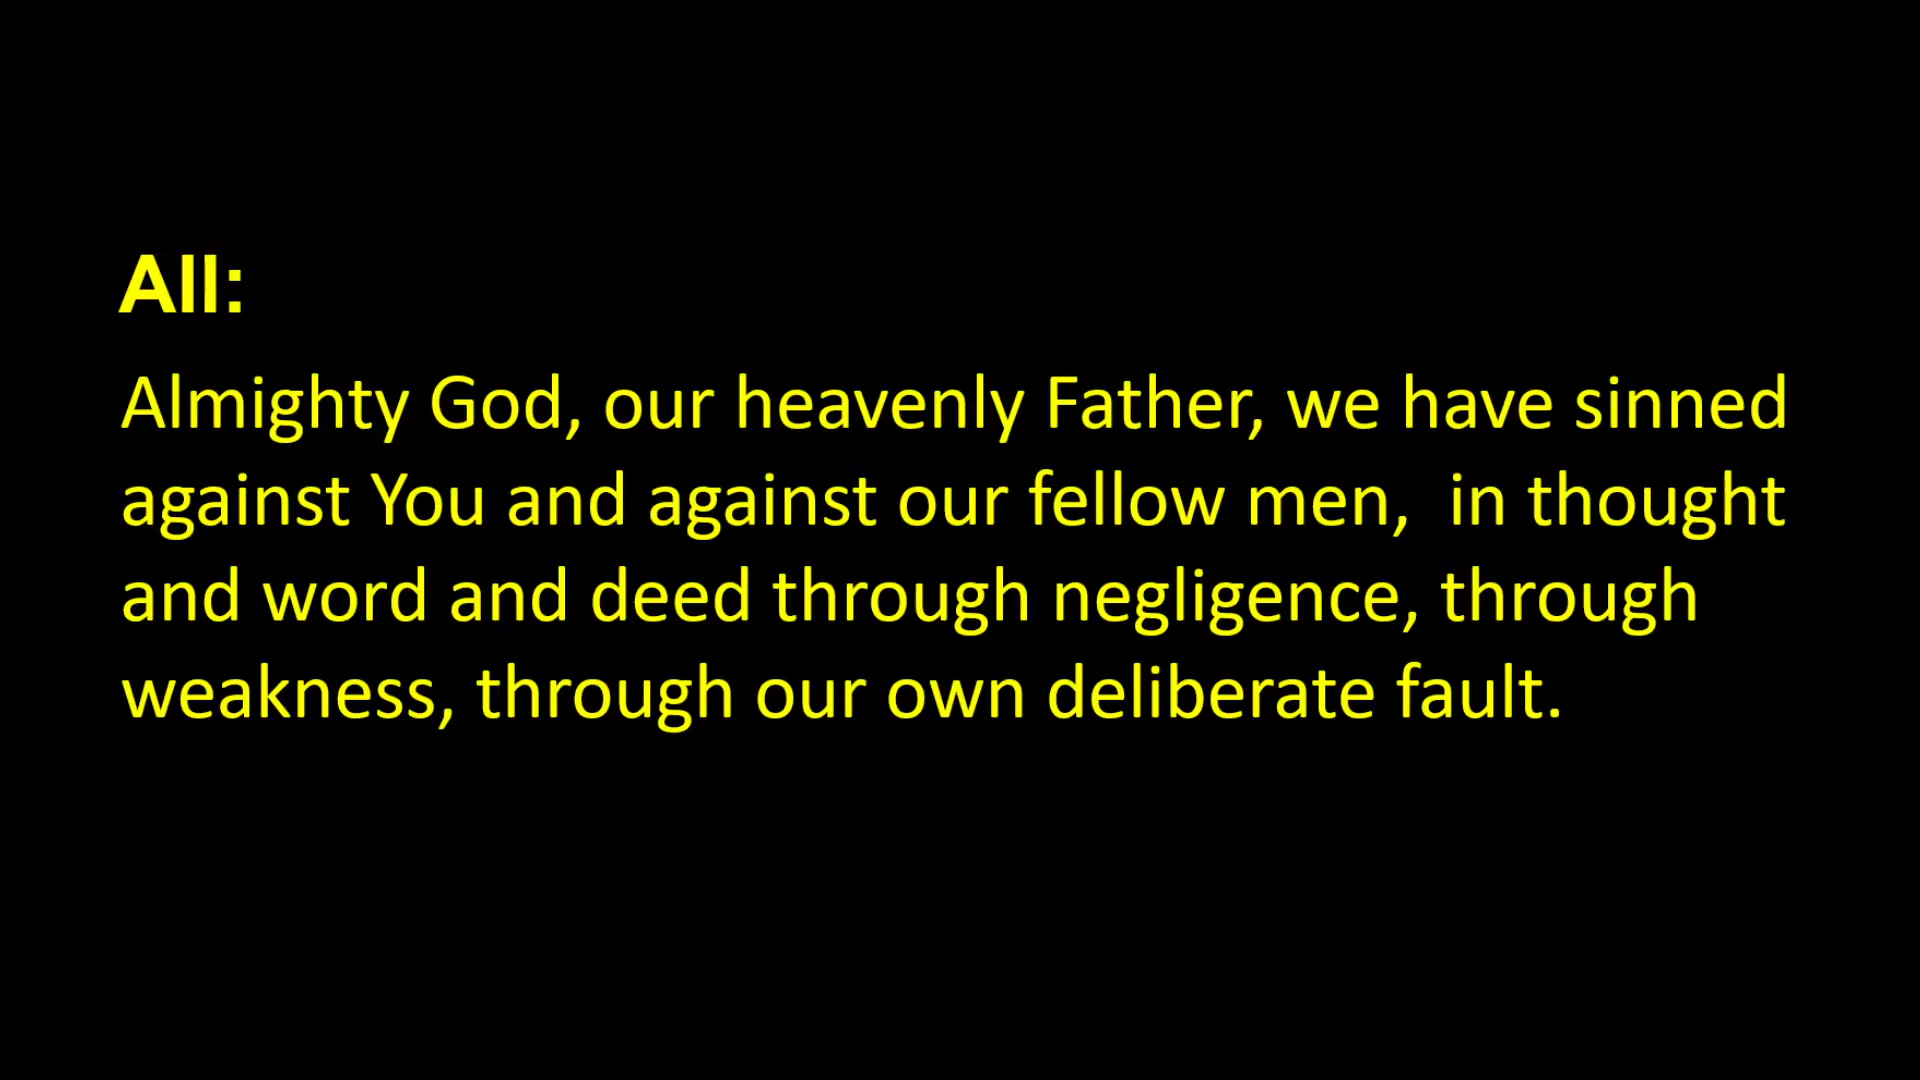 All:
Almighty God, our heavenly Father, we have sinned
against You and against our fellow men,  in thought
and word and deed through negligence, through
weakness, through our own deliberate fault.